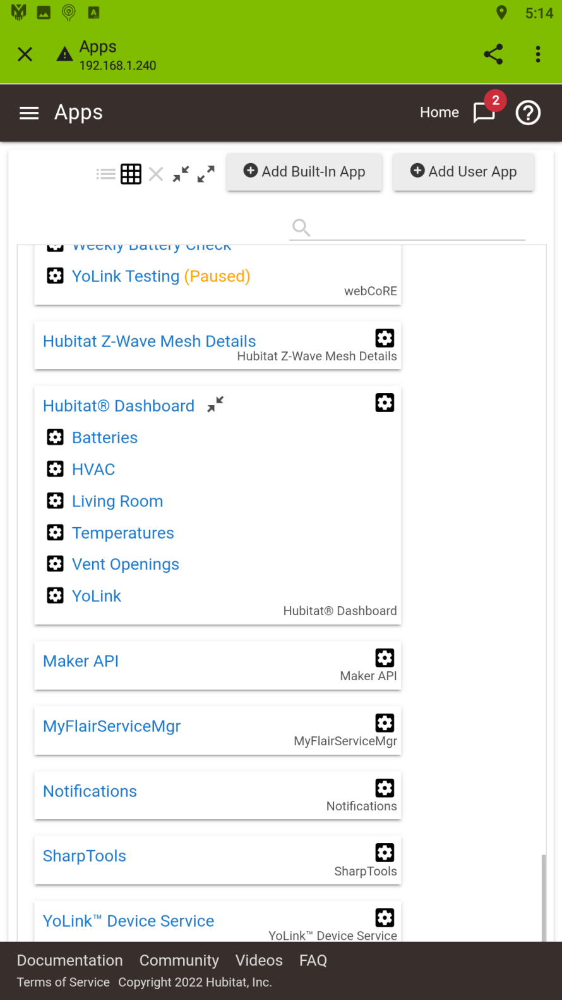 5:14
Apps
192.168.1.240
Apps
Home
2
Add Built-In App
Add User App
Weekly Battery Check
YoLink Testing (Paused)
webCoRE
Hubitat Z-Wave Mesh Details
Hubitat Z-Wave Mesh Details
Hubitat® Dashboard
Batteries
HVAC
Living Room
Temperatures
Vent Openings
YoLink
Hubitat® Dashboard
Maker API
Maker API
MyFlairServiceMgr
MyFlairServiceMgr
Notifications
Notifications
SharpTools
SharpTools
YoLink™ Device Service
YoLink™ Device Service
Documentation Community Videos FAQ
Terms of Service Copyright 2022 Hubitat, Inc.